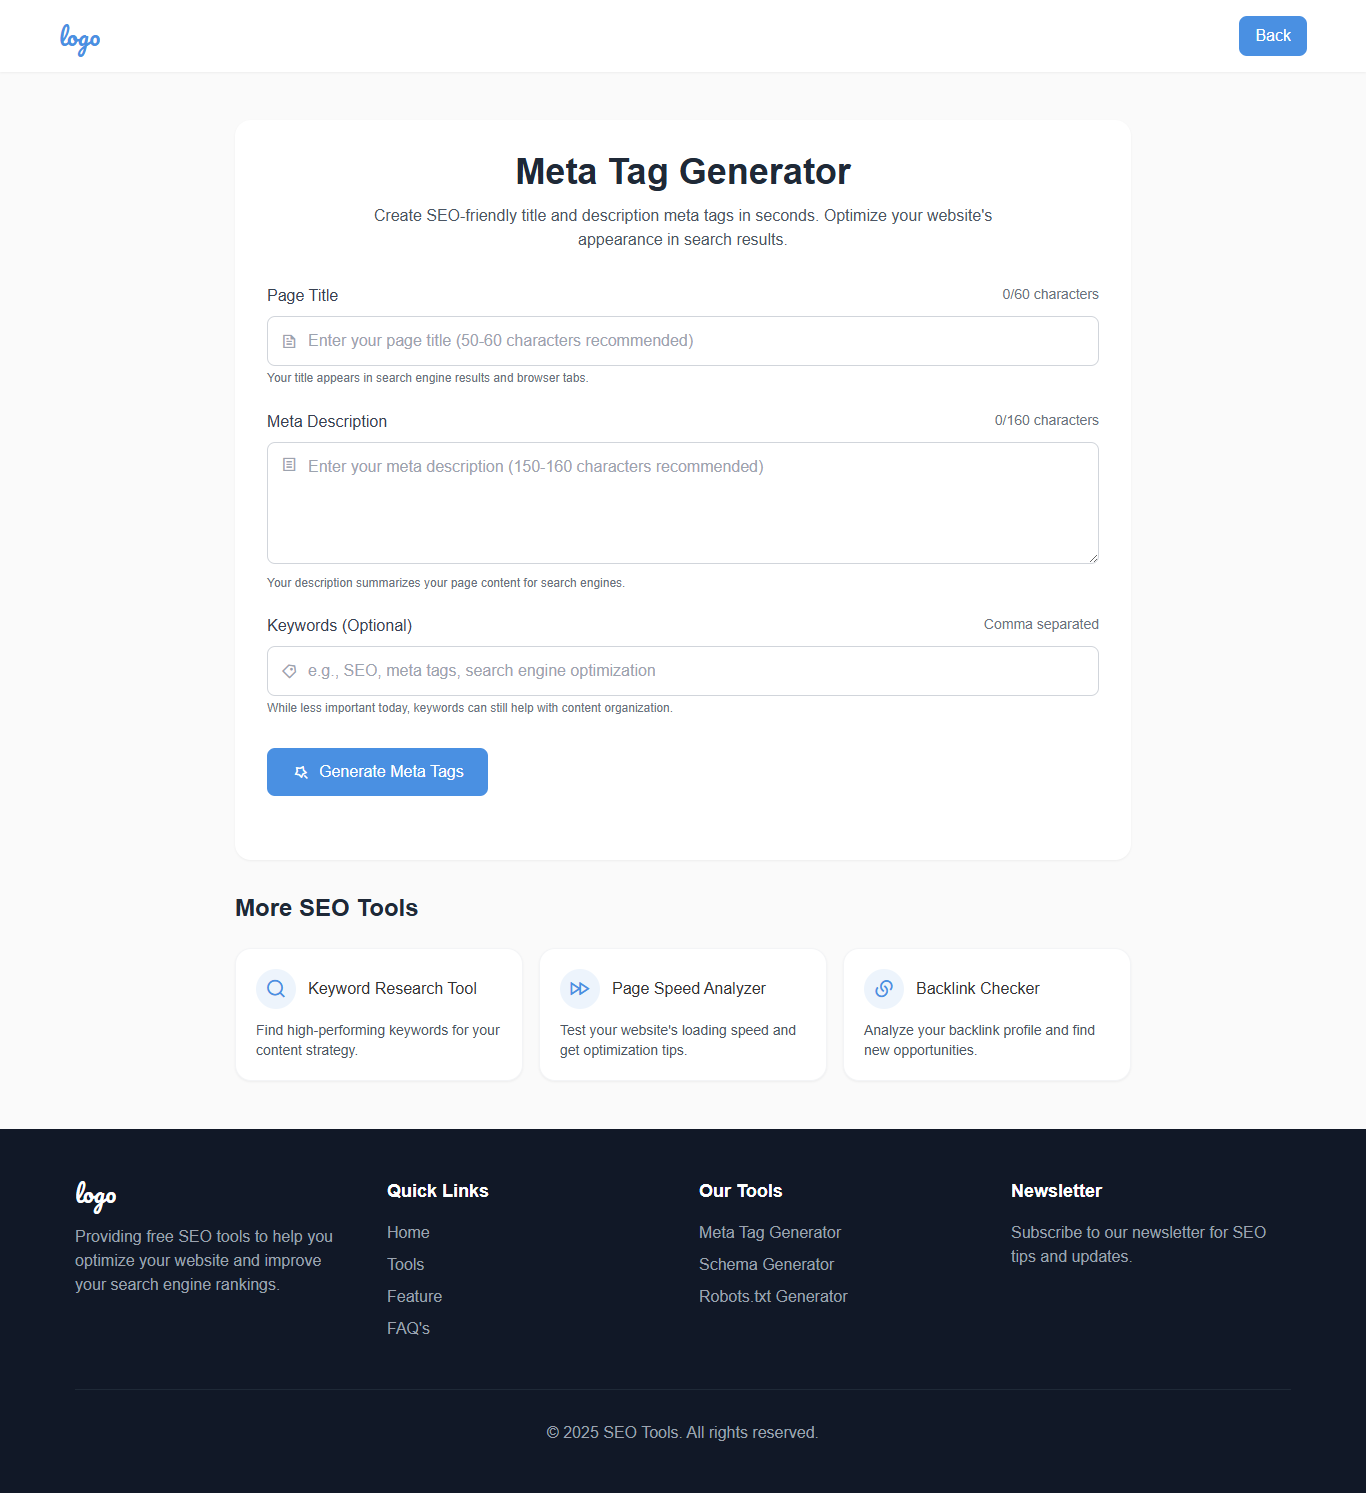 logo
Back
Meta Tag Generator
Create SEO-friendly title and description meta tags in seconds. Optimize your website's
appearance in search results.
Page Title
0/60 characters
Enter your page title (50-60 characters recommended)
Your title appears in search engine results and browser tabs.
Meta Description
0/160 characters
Enter your meta description (150-160 characters recommended)
Your description summarizes your page content for search engines.
Keywords (Optional)
Comma separated
e.g., SEO, meta tags, search engine optimization
While less important today, keywords can still help with content organization.
Generate Meta Tags
More SEO Tools
Keyword Research Tool
Find high-performing keywords for your
content strategy.
Page Speed Analyzer
Test your website's loading speed and
get optimization tips.
Backlink Checker
Analyze your backlink profile and find
new opportunities.
logo
Providing free SEO tools to help you
optimize your website and improve
your search engine rankings.
Quick Links
Home
Tools
Feature
FAQ's
Our Tools
Meta Tag Generator
Schema Generator
Robots.txt Generator
Newsletter
Subscribe to our newsletter for SEO
tips and updates.
© 2025 SEO Tools. All rights reserved.